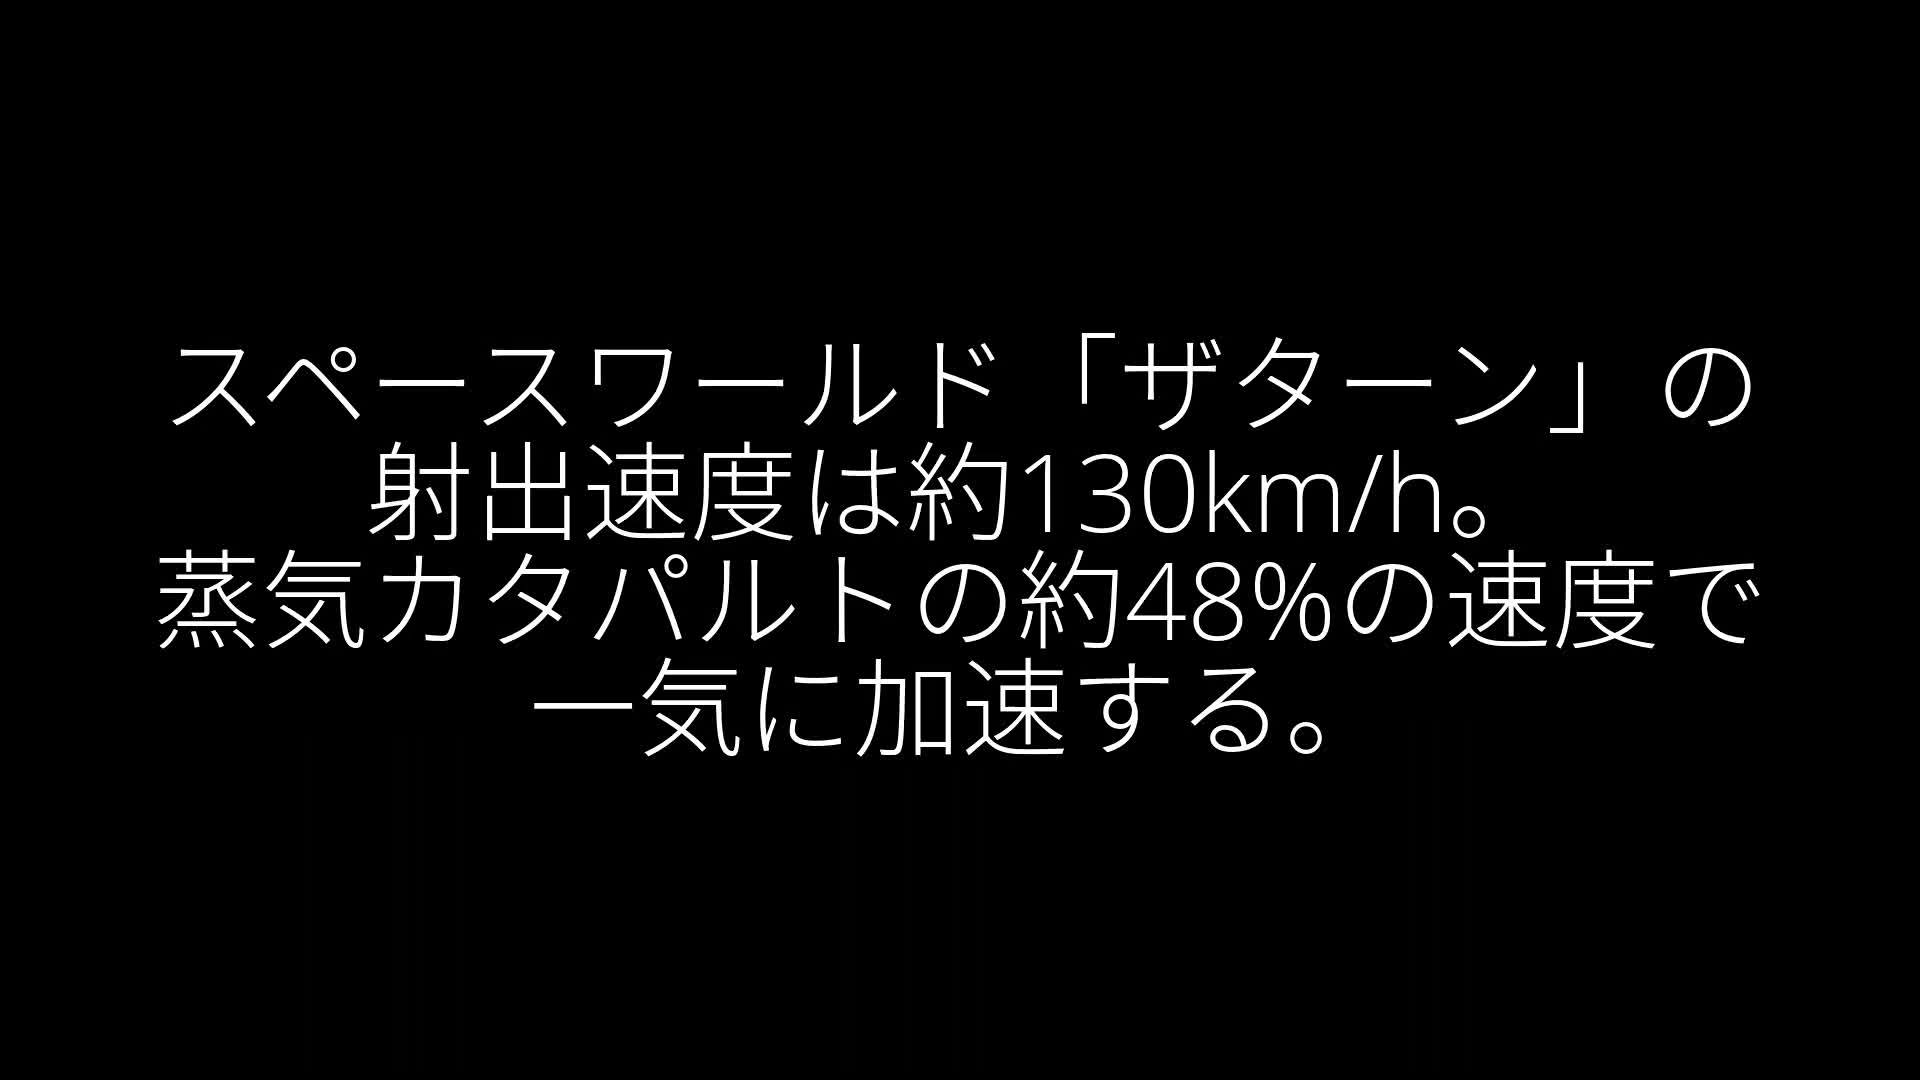 スペースワールド「ザターン」の
射出速度は約130km/h。
蒸気カタパルトの約48%の速度で
一気に加速する。